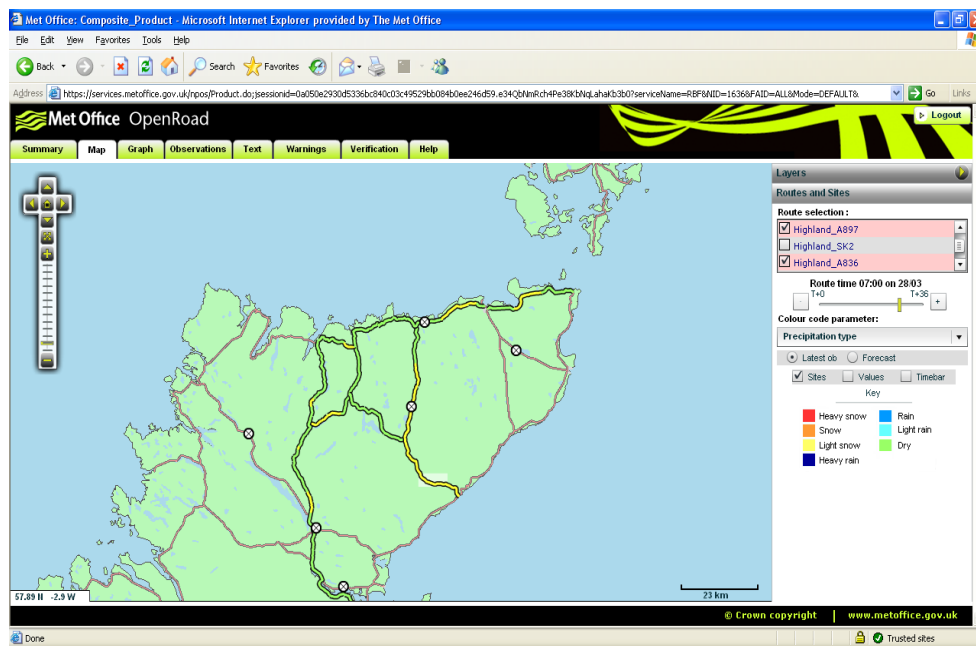 Met Office: Composite_Product - Microsoft Internet Explorer provided by The Met Office
File Edit View Favorites Tools Help
Back Search Favorites
Address https://services.metoffice.gov.uk/npos/Product.do;jsessionid=0a050e2930d5336bc840c03c49529bb084b0ee246d59.e34QbNmRch4Pe38KbNqLahaKb3b0?serviceName=RBF8&NID=1636&FAID=ALL&Mode=DEFAULT& Go Links
Met Office OpenRoad
Logout
Summary Map Graph Observations Text Warnings Verification Help
Layers
Routes and Sites
Route selection :
Highland_A897
Highland_SK2
Highland_A836
Route time 07:00 on 28/03
T+0 T+36
- +
Colour code parameter:
Precipitation type
Latest ob Forecast
Sites Values Timebar
Key
Heavy snow Rain
Snow Light rain
Light snow Dry
Heavy rain
57.89 N -2.9 W
23 km
© Crown copyright | www.metoffice.gov.uk
Done Trusted sites